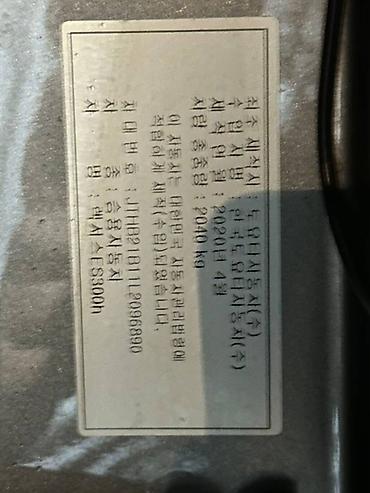 최초 제작사 : 도요타자동차(주)
수 입 사 명 : 한국도요타자동차(주)
제 작 연 월 : 2020년 4월
차량 총중량 : 2040 kg
이 자동차는 대한민국 자동차관리법령에
적합하게 제작(수입)되었습니다.
차 대 번 호 : JTHB21B11L2096890
차 종 : 승용자동차
차 명 : 렉서스ES300h